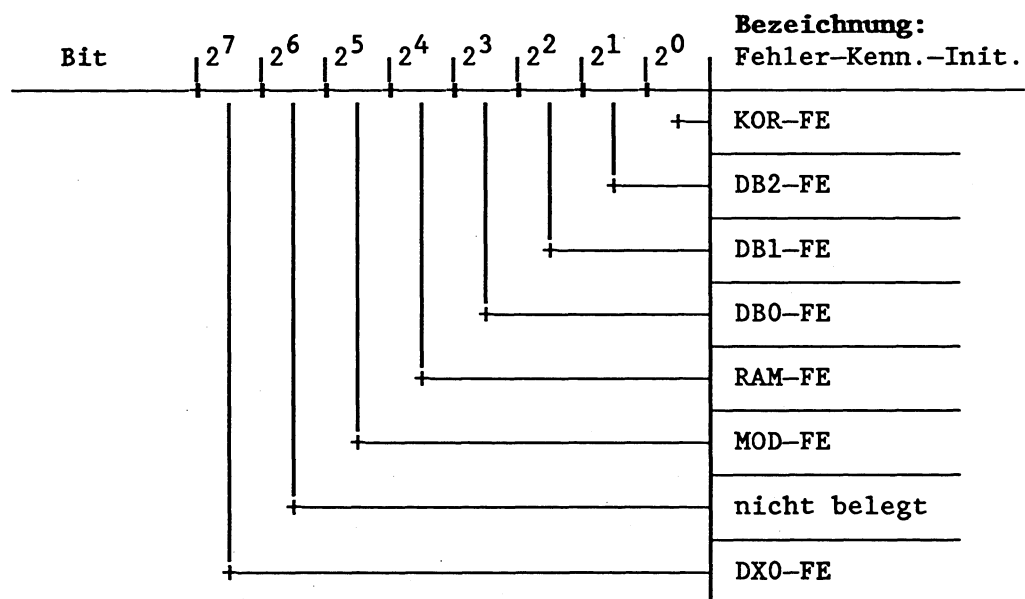 Bezeichnung:
Bit 2^7 2^6 2^5 2^4 2^3 2^2 2^1 2^0 Fehler-Kenn.-Init.
KOR-FE
DB2-FE
DB1-FE
DB0-FE
RAM-FE
MOD-FE
nicht belegt
DX0-FE